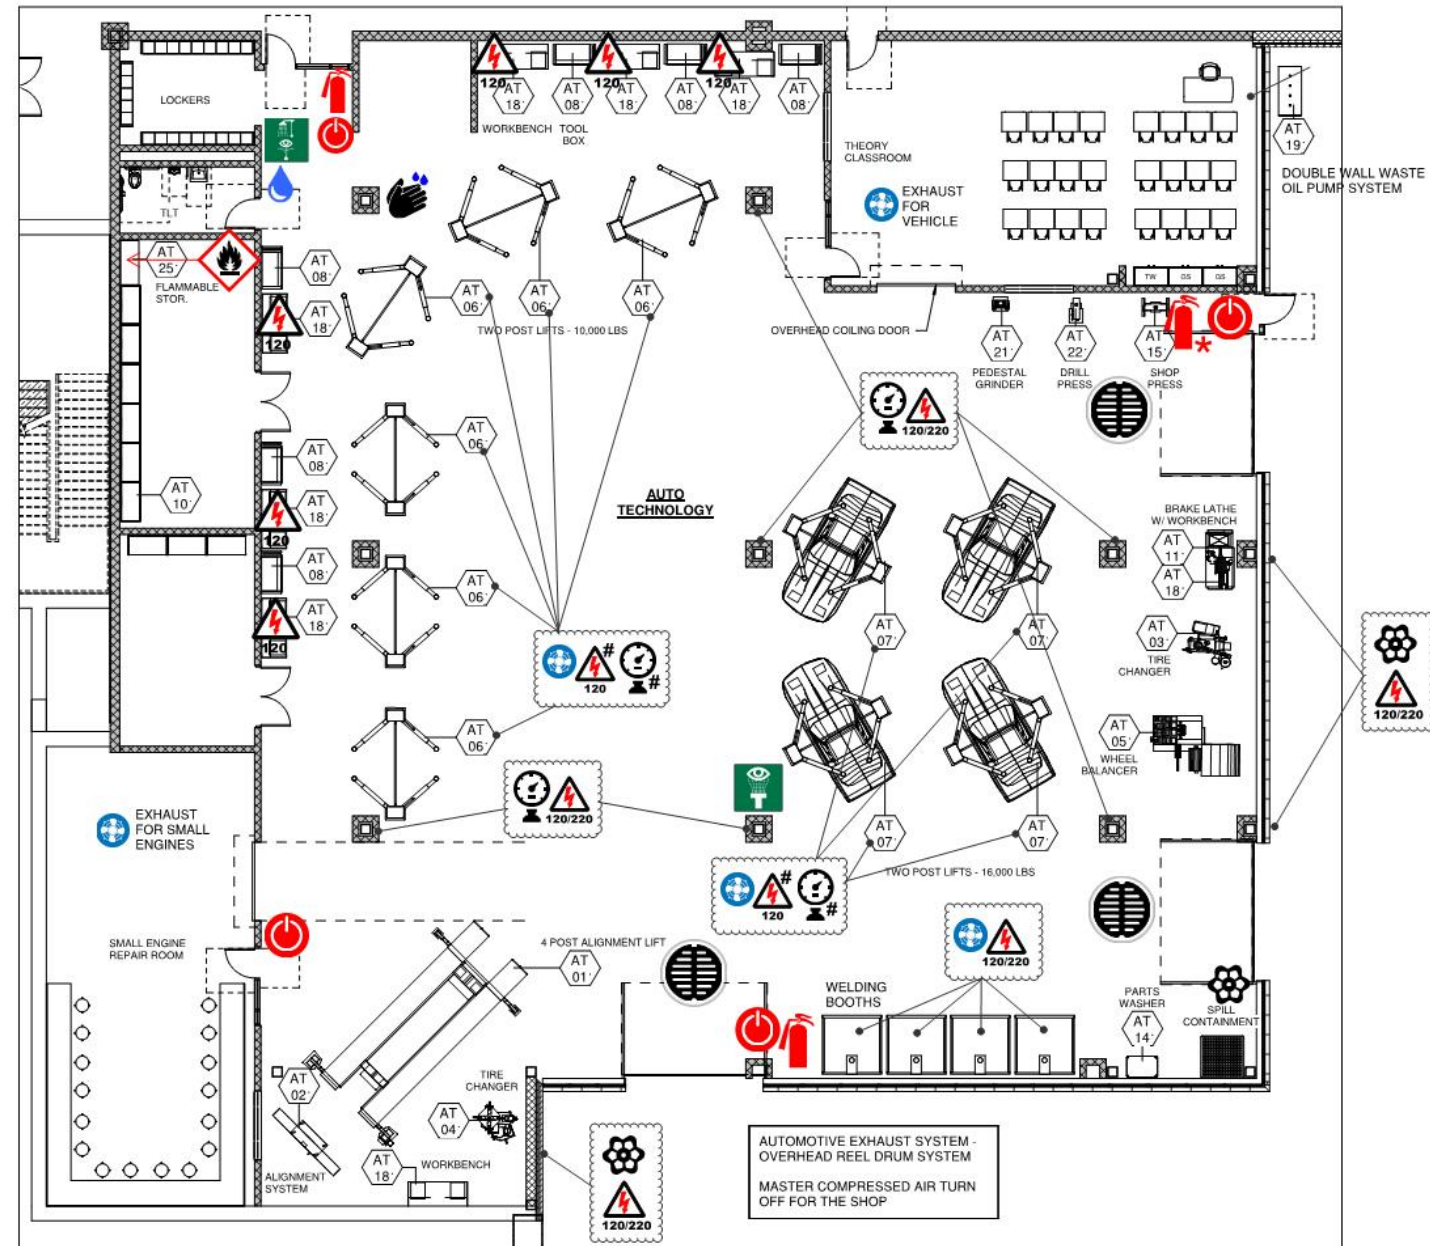 LOCKERS
120
AT
18
AT
08
120
AT
18
AT
08
120
AT
18
AT
08
WORKBENCH
TOOL
BOX
THEORY
CLASSROOM
EXHAUST
FOR
VEHICLE
AT
19
DOUBLE WALL WASTE
OIL PUMP SYSTEM
TLT
AT
25
FLAMMABLE
STOR.
AT
08
AT
18
120
AT
06
AT
06
AT
06
TWO POST LIFTS - 10,000 LBS
OVERHEAD COILING DOOR
TW
GS
GS
AT
21
PEDESTAL
GRINDER
AT
22
DRILL
PRESS
AT
15
SHOP
PRESS
*
120/220
AT
06
AT
08
AT
10
AT
18
120
AUTO
TECHNOLOGY
BRAKE LATHE
W/ WORKBENCH
AT
11
AT
18
AT
08
AT
18
120
AT
06
AT
07
AT
07
AT
03
TIRE
CHANGER
#
120
#
120/220
AT
06
AT
05
WHEEL
BALANCER
120/220
EXHAUST
FOR SMALL
ENGINES
AT
07
AT
07
TWO POST LIFTS - 16,000 LBS
#
120
#
120/220
SMALL ENGINE
REPAIR ROOM
4 POST ALIGNMENT LIFT
AT
01
WELDING
BOOTHS
PARTS
WASHER
AT
14
SPILL
CONTAINMENT
AT
02
TIRE
CHANGER
AT
04
AT
18
WORKBENCH
ALIGNMENT
SYSTEM
120/220
AUTOMOTIVE EXHAUST SYSTEM -
OVERHEAD REEL DRUM SYSTEM
MASTER COMPRESSED AIR TURN
OFF FOR THE SHOP